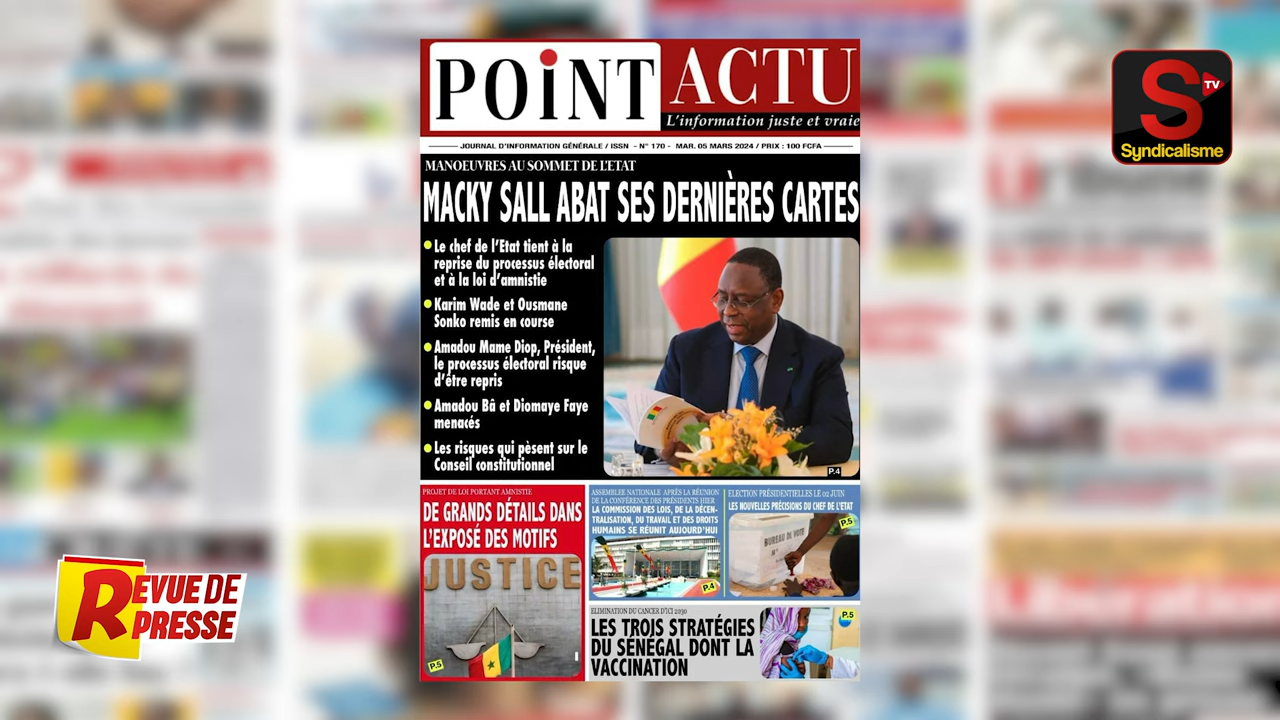 POINT ACTU
L'information juste et vraie
JOURNAL D'INFORMATION GÉNÉRALE / ISSN - N° 170 - MAR. 05 MARS 2024 / PRIX : 100 FCFA
MANOEUVRES AU SOMMET DE L'ETAT
MACKY SALL ABAT SES DERNIÈRES CARTES
Le chef de l'Etat tient à la
reprise du processus électoral
et à la loi d'amnistie
Karim Wade et Ousmane
Sonko remis en course
Amadou Mame Diop, Président,
le processus électoral risque
d'être repris
Amadou Bâ et Diomaye Faye
menacés
Les risques qui pèsent sur le
Conseil constitutionnel
P.4
PROJET DE LOI PORTANT AMNISTIE
DE GRANDS DÉTAILS DANS
L'EXPOSÉ DES MOTIFS
JUSTICE
P.5
ASSEMBLEE NATIONALE APRÈS LA RÉUNION
DE LA CONFÉRENCE DES PRÉSIDENTS HIER
LA COMMISSION DES LOIS, DE LA DÉCEN-
TRALISATION, DU TRAVAIL ET DES DROITS
HUMAINS SE RÉUNIT AUJOURD'HUI
P.4
ELECTION PRÉSIDENTIELLES LE 02 JUIN
LES NOUVELLES PRÉCISIONS DU CHEF DE L'ETAT
BUREAU DE VOTE
N°
P.5
ELIMINATION DU CANCER D'ICI 2030
LES TROIS STRATÉGIES
DU SÉNÉGAL DONT LA
VACCINATION
P.5
S TV
Syndicalisme
REVUE DE
PRESSE